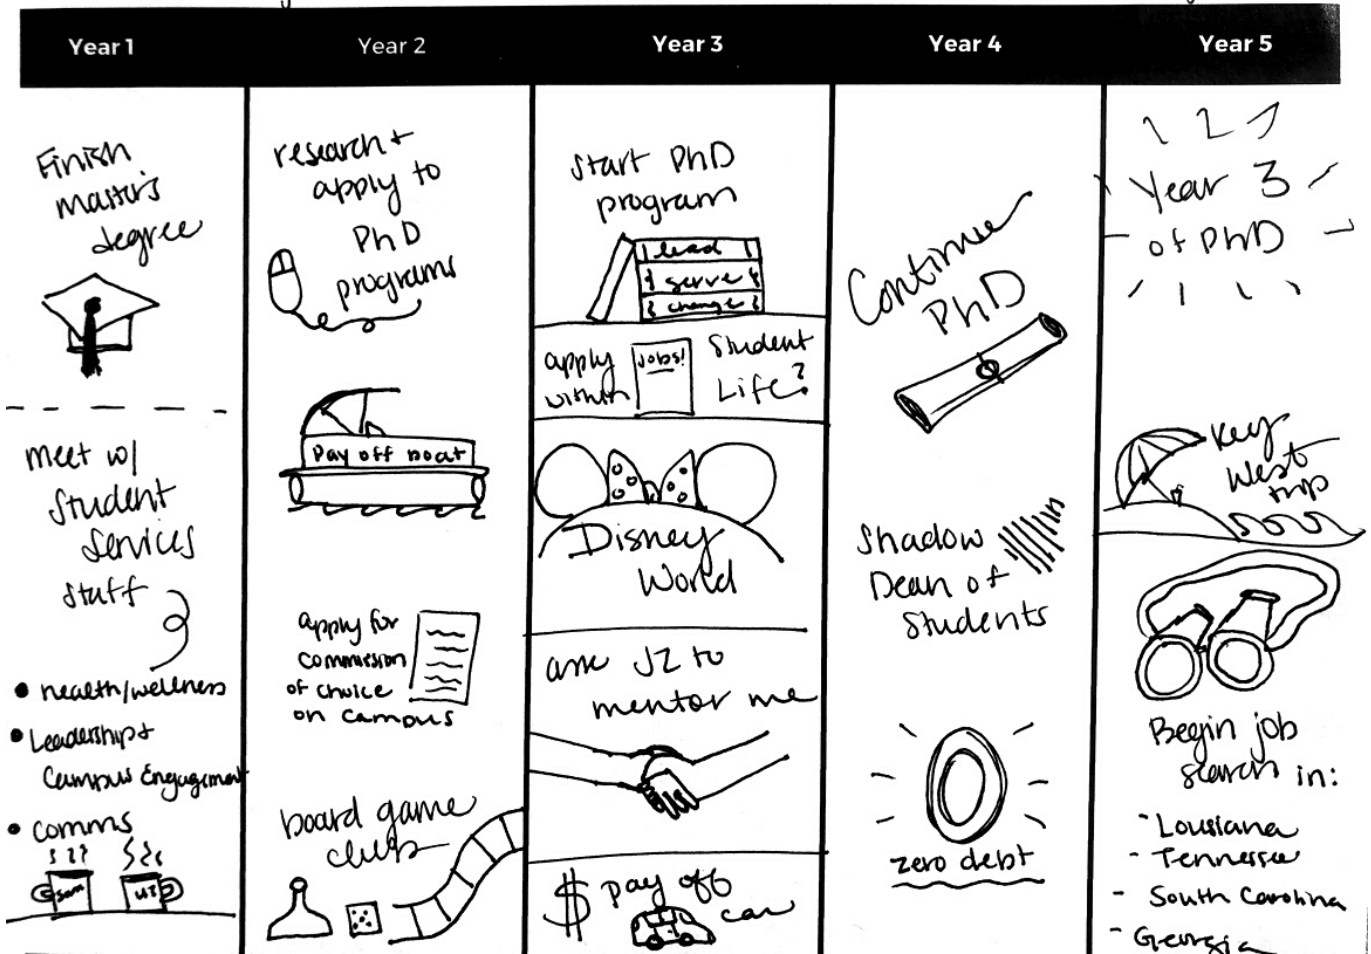 Year 1
Finish
master's
degree
meet w/
Student
Services
staff
• health/wellness
• Leadership +
Campus Engagement
• comms
Sam
UT
Year 2
research +
apply to
PhD
programs
Pay off boat
apply for
commission
of choice
on campus
board game
club
Year 3
start PhD
program
lead
serve
change
apply
within
JOBS!
Student
Life?
Disney
World
ask JZ to
mentor me
$ pay off
car
Year 4
Continue
PhD
Shadow
Dean of
Students
zero debt
Year 5
Year 3
of PhD
Key
West
trip
Begin job
search in:
- Louisiana
- Tennessee
- South Carolina
- Georgia